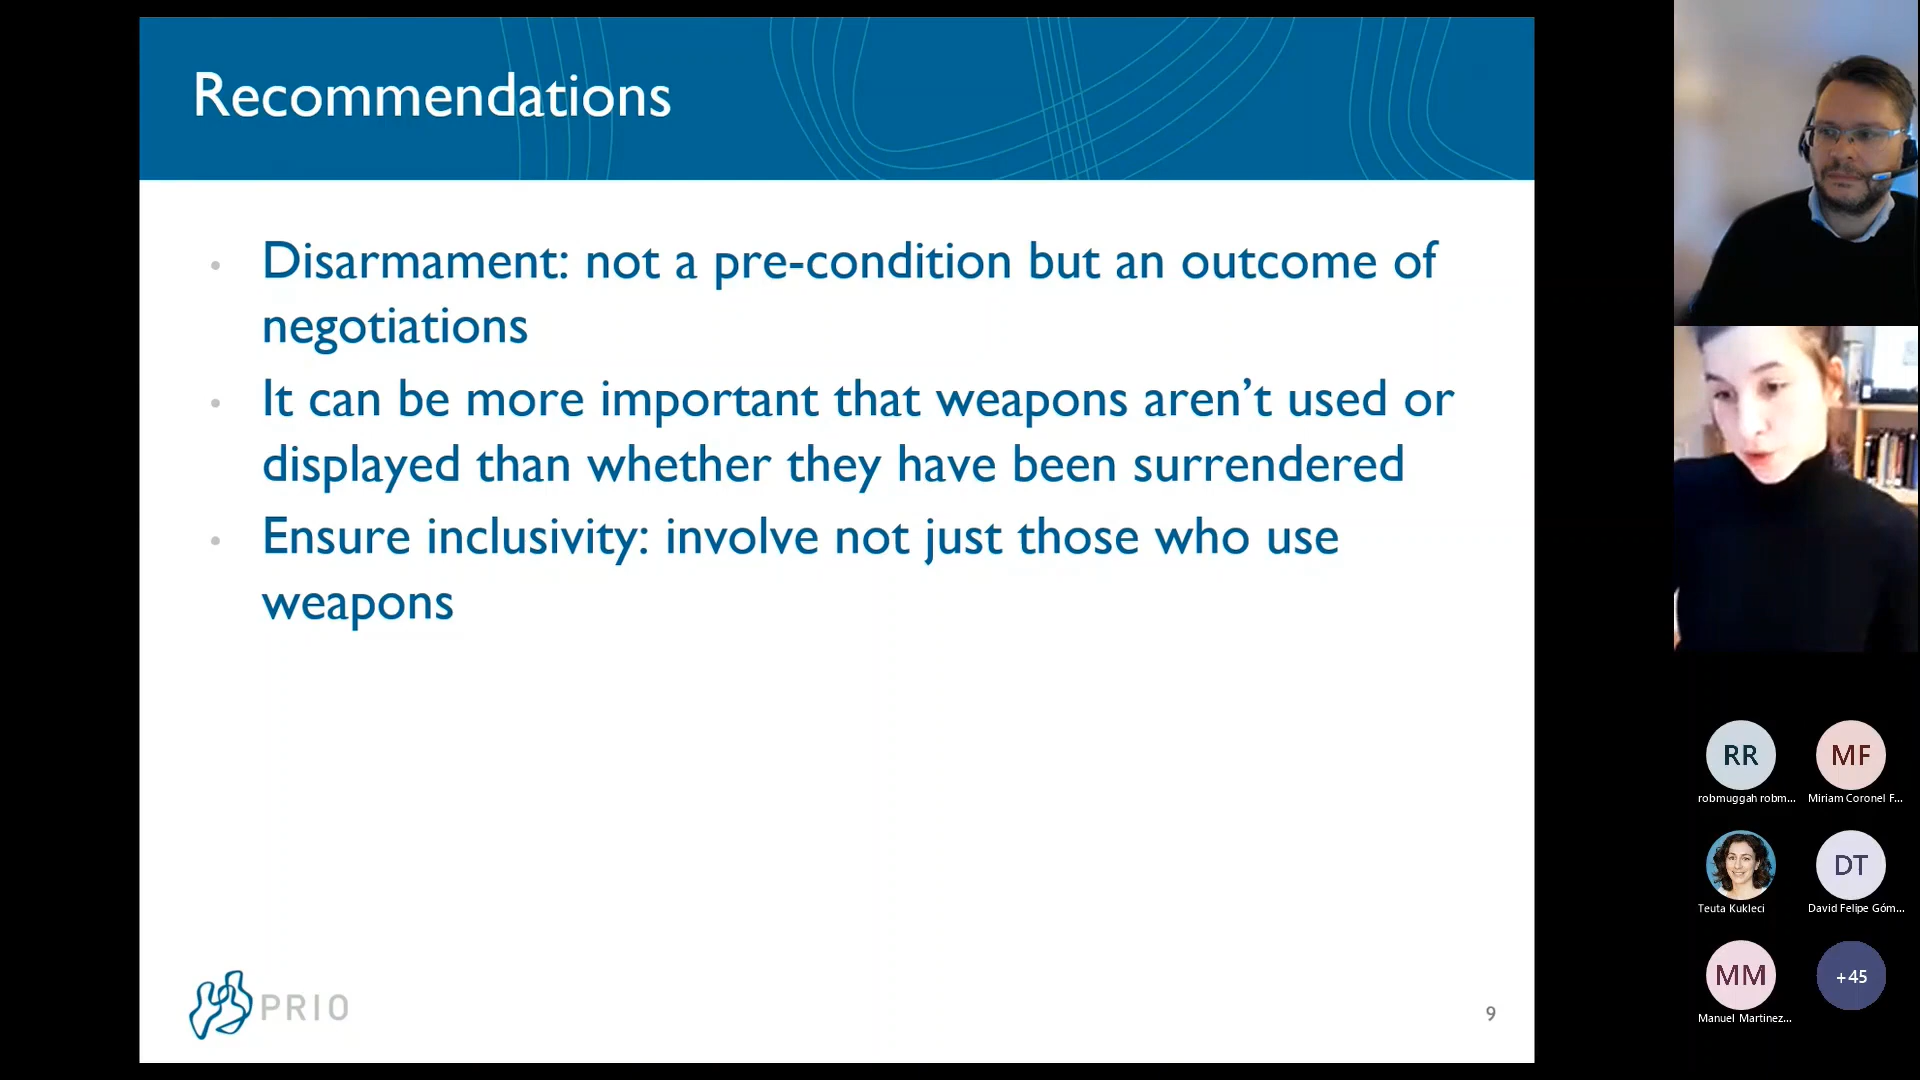 Recommendations
• Disarmament: not a pre-condition but an outcome of
negotiations
• It can be more important that weapons aren’t used or
displayed than whether they have been surrendered
• Ensure inclusivity: involve not just those who use
weapons
PRIO
9
RR
robmuggah robm...
MF
Miriam Coronel F...
Teuta Kukleci
DT
David Felipe Góm...
MM
Manuel Martinez...
+45